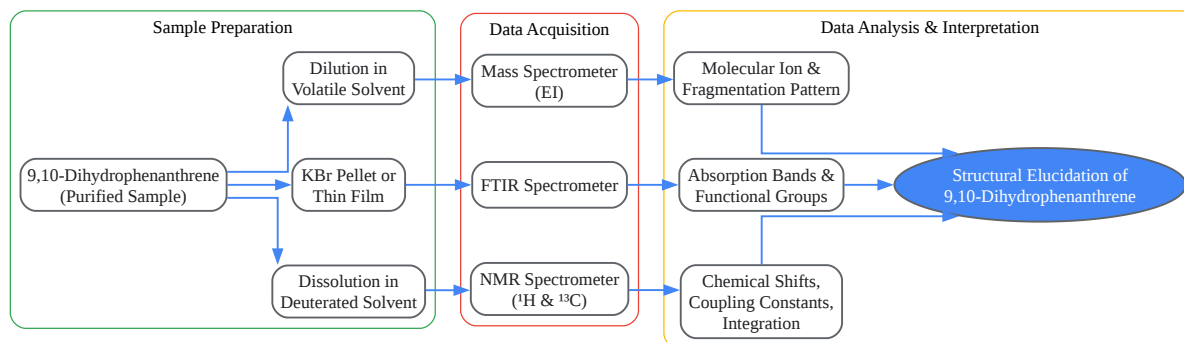 Sample Preparation
Data Acquisition
Data Analysis & Interpretation
Dilution in
Volatile Solvent
Mass Spectrometer
(EI)
Molecular Ion &
Fragmentation Pattern
9,10-Dihydrophenanthrene
(Purified Sample)
KBr Pellet or
Thin Film
FTIR Spectrometer
Absorption Bands &
Functional Groups
Structural Elucidation of
9,10-Dihydrophenanthrene
Dissolution in
Deuterated Solvent
NMR Spectrometer
(¹H & ¹³C)
Chemical Shifts,
Coupling Constants,
Integration